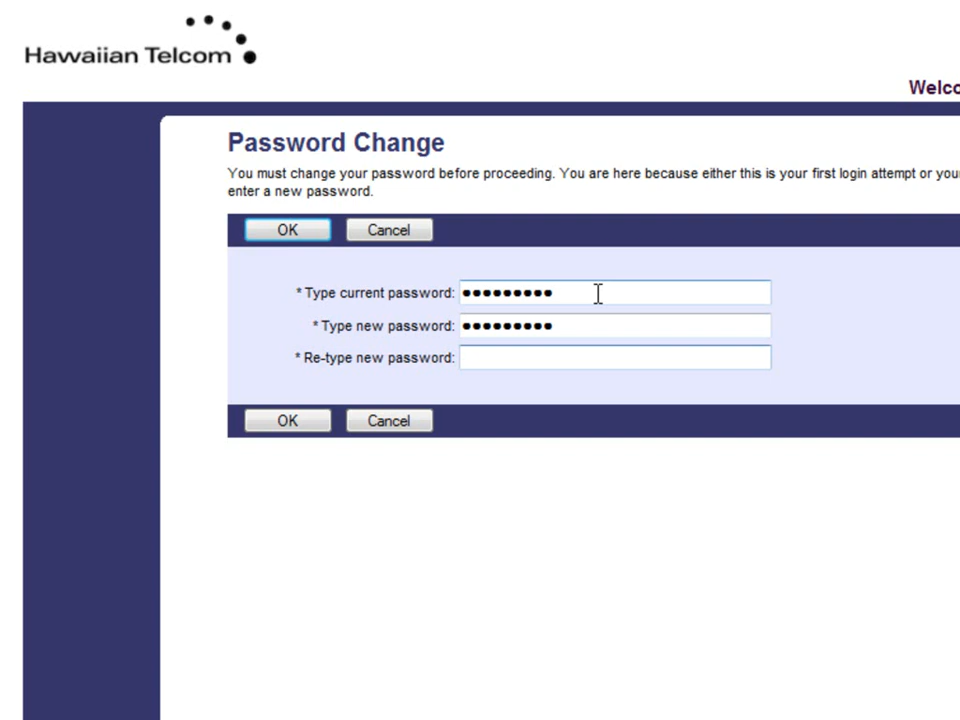 Hawaiian Telcom
Password Change
You must change your password before proceeding. You are here because either this is your first login attempt or
enter a new password.
OK Cancel
* Type current password: •••••••••
* Type new password: •••••••••
* Re-type new password:
OK Cancel